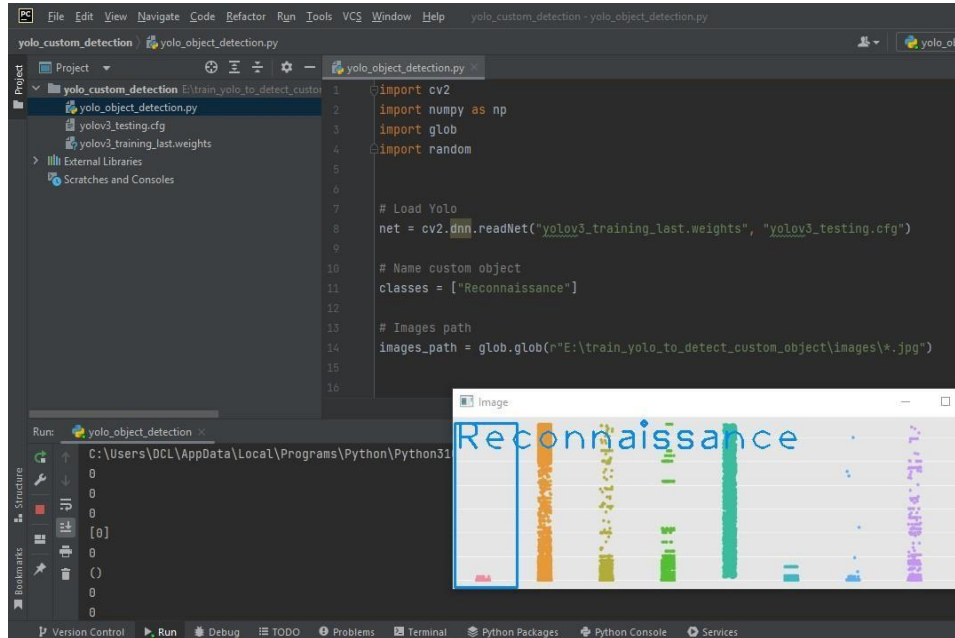 PC File Edit View Navigate Code Refactor Run Tools VCS Window Help yolo_custom_detection - yolo_object_detection.py
yolo_custom_detection yolo_object_detection.py
Project
Project
yolo_custom_detection E:\train_yolo_to_detect_custor
yolo_object_detection.py
yolov3_testing.cfg
yolov3_training_last.weights
External Libraries
Scratches and Consoles
yolo_object_detection.py
1 import cv2
2 import numpy as np
3 import glob
4 import random
5
6
7 # Load Yolo
8 net = cv2.dnn.readNet("yolov3_training_last.weights", "yolov3_testing.cfg")
9
10 # Name custom object
11 classes = ["Reconnaissance"]
12
13 # Images path
14 images_path = glob.glob(r"E:\train_yolo_to_detect_custom_object\images\*.jpg")
15
16
Image
Reconnaissance
Run: yolo_object_detection
C:\Users\DCL\AppData\Local\Programs\Python\Python31
0
0
0
[0]
0
()
0
0
Structure
Bookmarks
Version Control Run Debug TODO Problems Terminal Python Packages Python Console Services